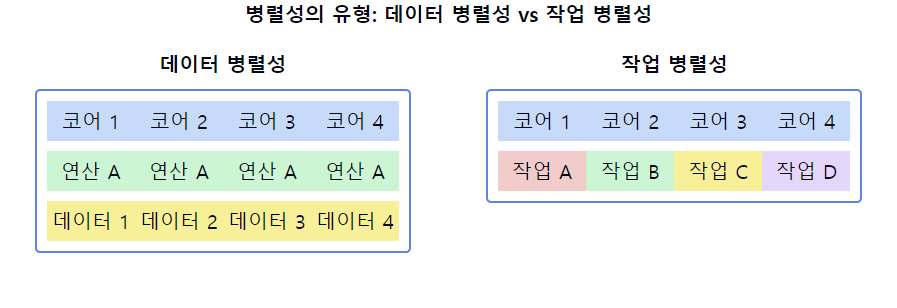 병렬성의 유형: 데이터 병렬성 vs 작업 병렬성
데이터 병렬성
코어 1 코어 2 코어 3 코어 4
연산 A 연산 A 연산 A 연산 A
데이터 1 데이터 2 데이터 3 데이터 4
작업 병렬성
코어 1 코어 2 코어 3 코어 4
작업 A 작업 B 작업 C 작업 D